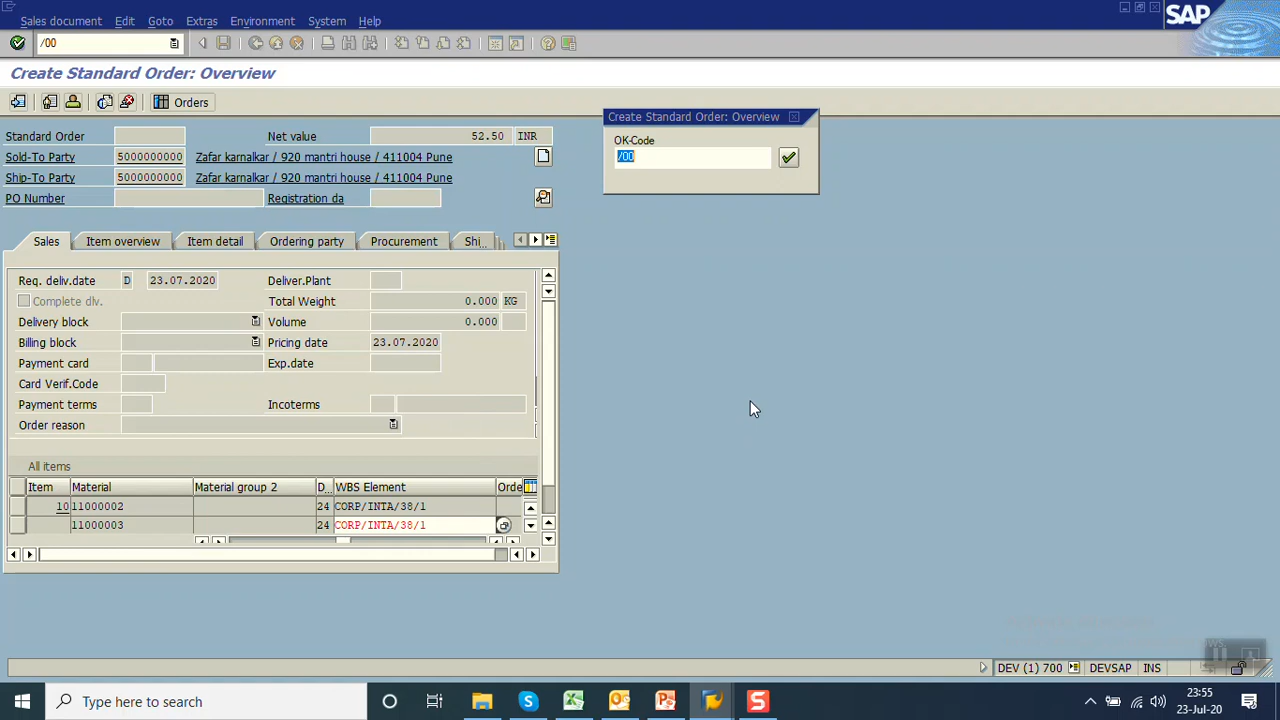 Sales document Edit Goto Extras Environment System Help
SAP
/00
Create Standard Order: Overview
Orders
Standard Order Net value 52.50 INR
Sold-To Party 5000000000 Zafar karnalkar / 920 mantri house / 411004 Pune
Ship-To Party 5000000000 Zafar karnalkar / 920 mantri house / 411004 Pune
PO Number Registration da
Create Standard Order: Overview
OK-Code
/00
Sales Item overview Item detail Ordering party Procurement Shi..
Req. deliv.date D 23.07.2020 Deliver.Plant
Complete dlv. Total Weight 0.000 KG
Delivery block Volume 0.000
Billing block Pricing date 23.07.2020
Payment card Exp.date
Card Verif.Code
Payment terms Incoterms
Order reason
All items
Item Material Material group 2 D.. WBS Element Orde
10 11000002 24 CORP/INTA/38/1
11000003 24 CORP/INTA/38/1
DEV (1) 700 DEVSAP INS
Type here to search
23:55
23-Jul-20